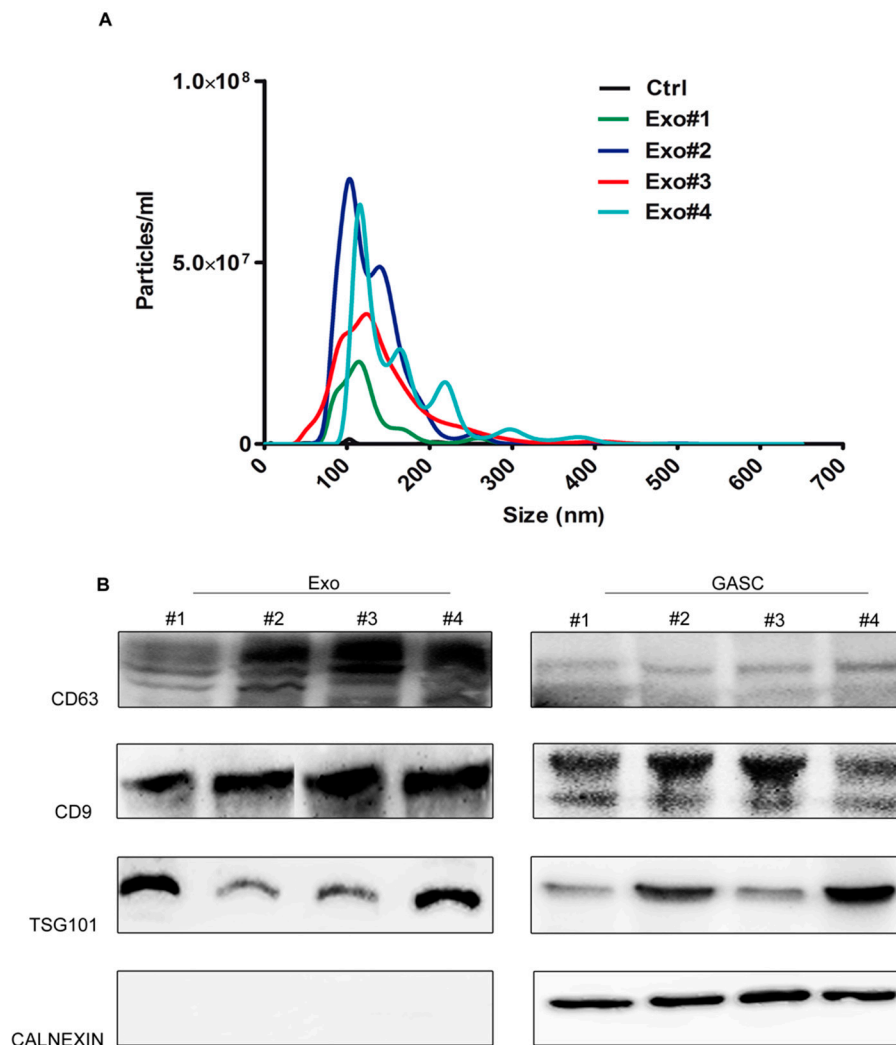 A
1.0×10⁸
5.0×10⁷
0
Particles/ml
Ctrl
Exo#1
Exo#2
Exo#3
Exo#4
0 100 200 300 400 500 600 700
Size (nm)
B
Exo GASC
#1 #2 #3 #4 #1 #2 #3 #4
CD63
CD9
TSG101
CALNEXIN